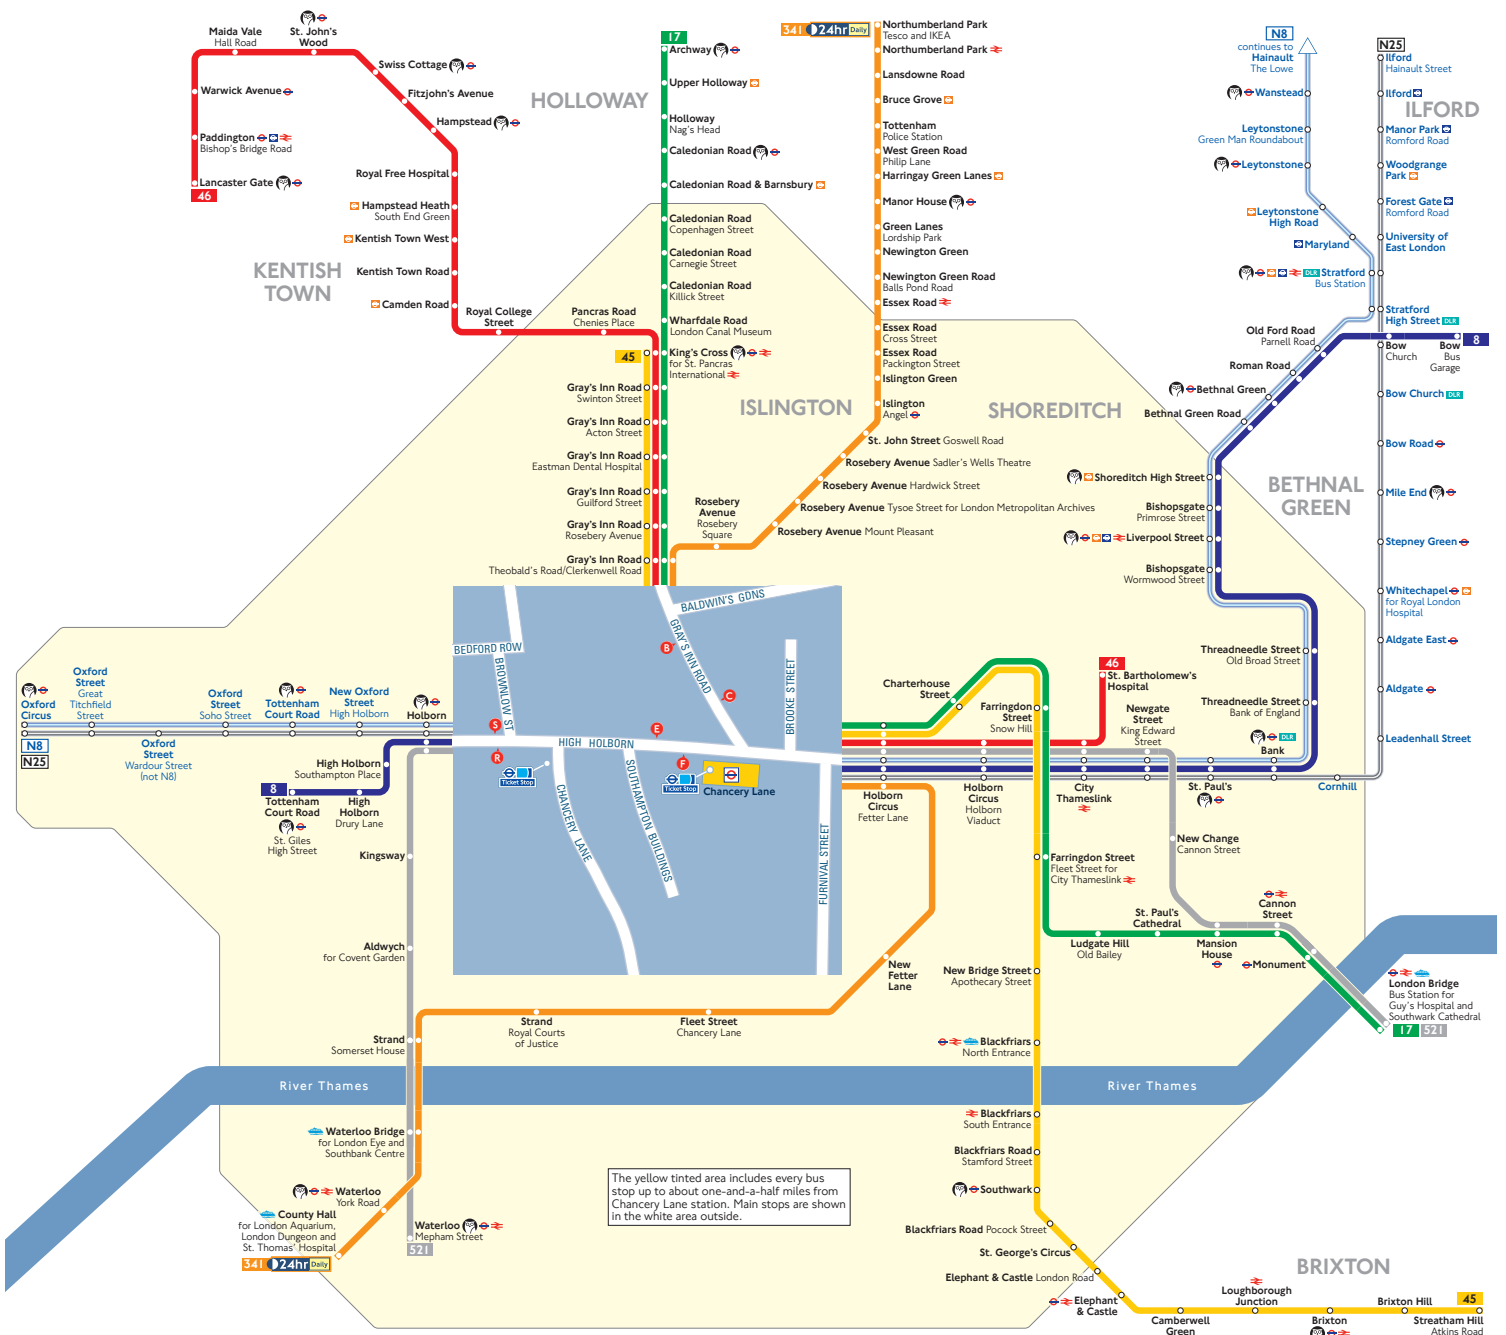 Maida Vale
Hall Road
St. John's
Wood
Swiss Cottage
Fitzjohn's Avenue
Hampstead
Warwick Avenue
Paddington
Bishop's Bridge Road
Lancaster Gate
46
Royal Free Hospital
Hampstead Heath
South End Green
Kentish Town West
Kentish Town Road
Camden Road
KENTISH
TOWN
Royal College
Street
Pancras Road
Chenies Place
HOLLOWAY
17
Archway
Upper Holloway
Holloway
Nag's Head
Caledonian Road
Caledonian Road & Barnsbury
Caledonian Road
Copenhagen Street
Caledonian Road
Carnegie Street
Caledonian Road
Killick Street
Wharfdale Road
London Canal Museum
King's Cross
for St. Pancras
International
45
Gray's Inn Road
Swinton Street
Gray's Inn Road
Acton Street
Gray's Inn Road
Eastman Dental Hospital
Gray's Inn Road
Guilford Street
Gray's Inn Road
Rosebery Avenue
Gray's Inn Road
Theobald's Road/Clerkenwell Road
341 24hr Daily
Northumberland Park
Tesco and IKEA
Northumberland Park
Lansdowne Road
Bruce Grove
Tottenham
Police Station
West Green Road
Philip Lane
Harringay Green Lanes
Manor House
Green Lanes
Lordship Park
Newington Green
Newington Green Road
Balls Pond Road
Essex Road
Essex Road
Cross Street
Essex Road
Packington Street
Islington Green
Islington
Angel
ISLINGTON
St. John Street Goswell Road
Rosebery Avenue Sadler's Wells Theatre
Rosebery Avenue Hardwick Street
Rosebery Avenue Tysoe Street for London Metropolitan Archives
Rosebery Avenue Mount Pleasant
Rosebery
Avenue
Rosebery
Square
SHOREDITCH
N8
continues to
Hainault
The Lowe
Wanstead
Leytonstone
Green Man Roundabout
Leytonstone
Leytonstone
High Road
Maryland
DLR Stratford
Bus Station
N25
Ilford
Hainault Street
Ilford
ILFORD
Manor Park
Romford Road
Woodgrange
Park
Forest Gate
Romford Road
University of
East London
Stratford
High Street DLR
8
Bow
Church
Bow
Bus
Garage
Old Ford Road
Parnell Road
Roman Road
Bethnal Green
Bethnal Green Road
Bow Church DLR
Bow Road
BETHNAL
GREEN
Mile End
Stepney Green
Whitechapel
for Royal London
Hospital
Aldgate East
Aldgate
Leadenhall Street
Shoreditch High Street
Bishopsgate
Primrose Street
Liverpool Street
Bishopsgate
Wormwood Street
Threadneedle Street
Old Broad Street
Threadneedle Street
Bank of England
DLR
Bank
Cornhill
Oxford
Circus
N8
N25
Oxford
Street
Great
Titchfield
Street
Oxford
Street
Wardour Street
(not N8)
Oxford
Street
Soho Street
Tottenham
Court Road
New Oxford
Street
High Holborn
Holborn
High Holborn
Southampton Place
8
Tottenham
Court Road
St. Giles
High Street
High
Holborn
Drury Lane
Kingsway
Aldwych
for Covent Garden
Strand
Somerset House
BEDFORD ROW
BROWNLOW ST
BALDWIN'S GDNS
GRAY'S INN ROAD
BROOKE STREET
HIGH HOLBORN
CHANCERY LANE
SOUTHAMPTON BUILDINGS
FURNIVAL STREET
B
C
E
F
S
R
Ticket Stop
Ticket Stop
Chancery Lane
Charterhouse
Street
Farringdon
Street
Snow Hill
46
St. Bartholomew's
Hospital
Newgate
Street
King Edward
Street
Holborn
Circus
Fetter Lane
Holborn
Circus
Holborn
Viaduct
City
Thameslink
St. Paul's
New Change
Cannon Street
Farringdon Street
Fleet Street for
City Thameslink
Ludgate Hill
Old Bailey
St. Paul's
Cathedral
Mansion
House
Cannon
Street
Monument
London Bridge
Bus Station for
Guy's Hospital and
Southwark Cathedral
17 521
New
Fetter
Lane
Fleet Street
Chancery Lane
Strand
Royal Courts
of Justice
New Bridge Street
Apothecary Street
Blackfriars
North Entrance
River Thames
River Thames
Blackfriars
South Entrance
Blackfriars Road
Stamford Street
Southwark
Blackfriars Road Pocock Street
St. George's Circus
Elephant & Castle London Road
Elephant
& Castle
Camberwell
Green
Loughborough
Junction
Brixton
Brixton Hill
45
Streatham Hill
Atkins Road
BRIXTON
Waterloo Bridge
for London Eye and
Southbank Centre
Waterloo
York Road
County Hall
for London Aquarium,
London Dungeon and
St. Thomas' Hospital
341 24hr Daily
Waterloo
Mepham Street
521
The yellow tinted area includes every bus
stop up to about one-and-a-half miles from
Chancery Lane station. Main stops are shown
in the white area outside.